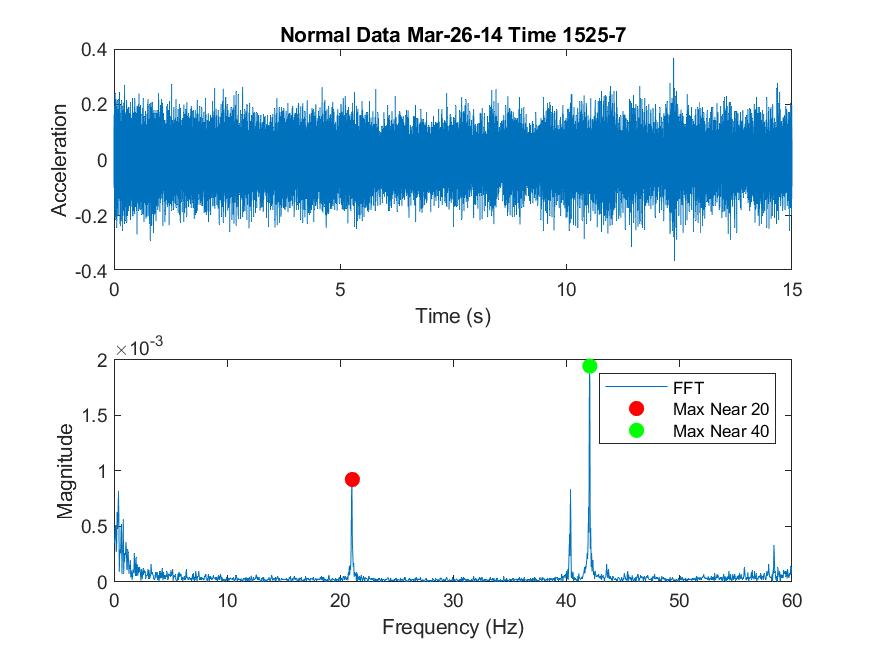 Normal Data Mar-26-14 Time 1525-7
0.4
0.2
0
-0.2
-0.4
Acceleration
0 5 10 15
Time (s)
×10-3
2
1.5
1
0.5
0
Magnitude
FFT
Max Near 20
Max Near 40
0 10 20 30 40 50 60
Frequency (Hz)